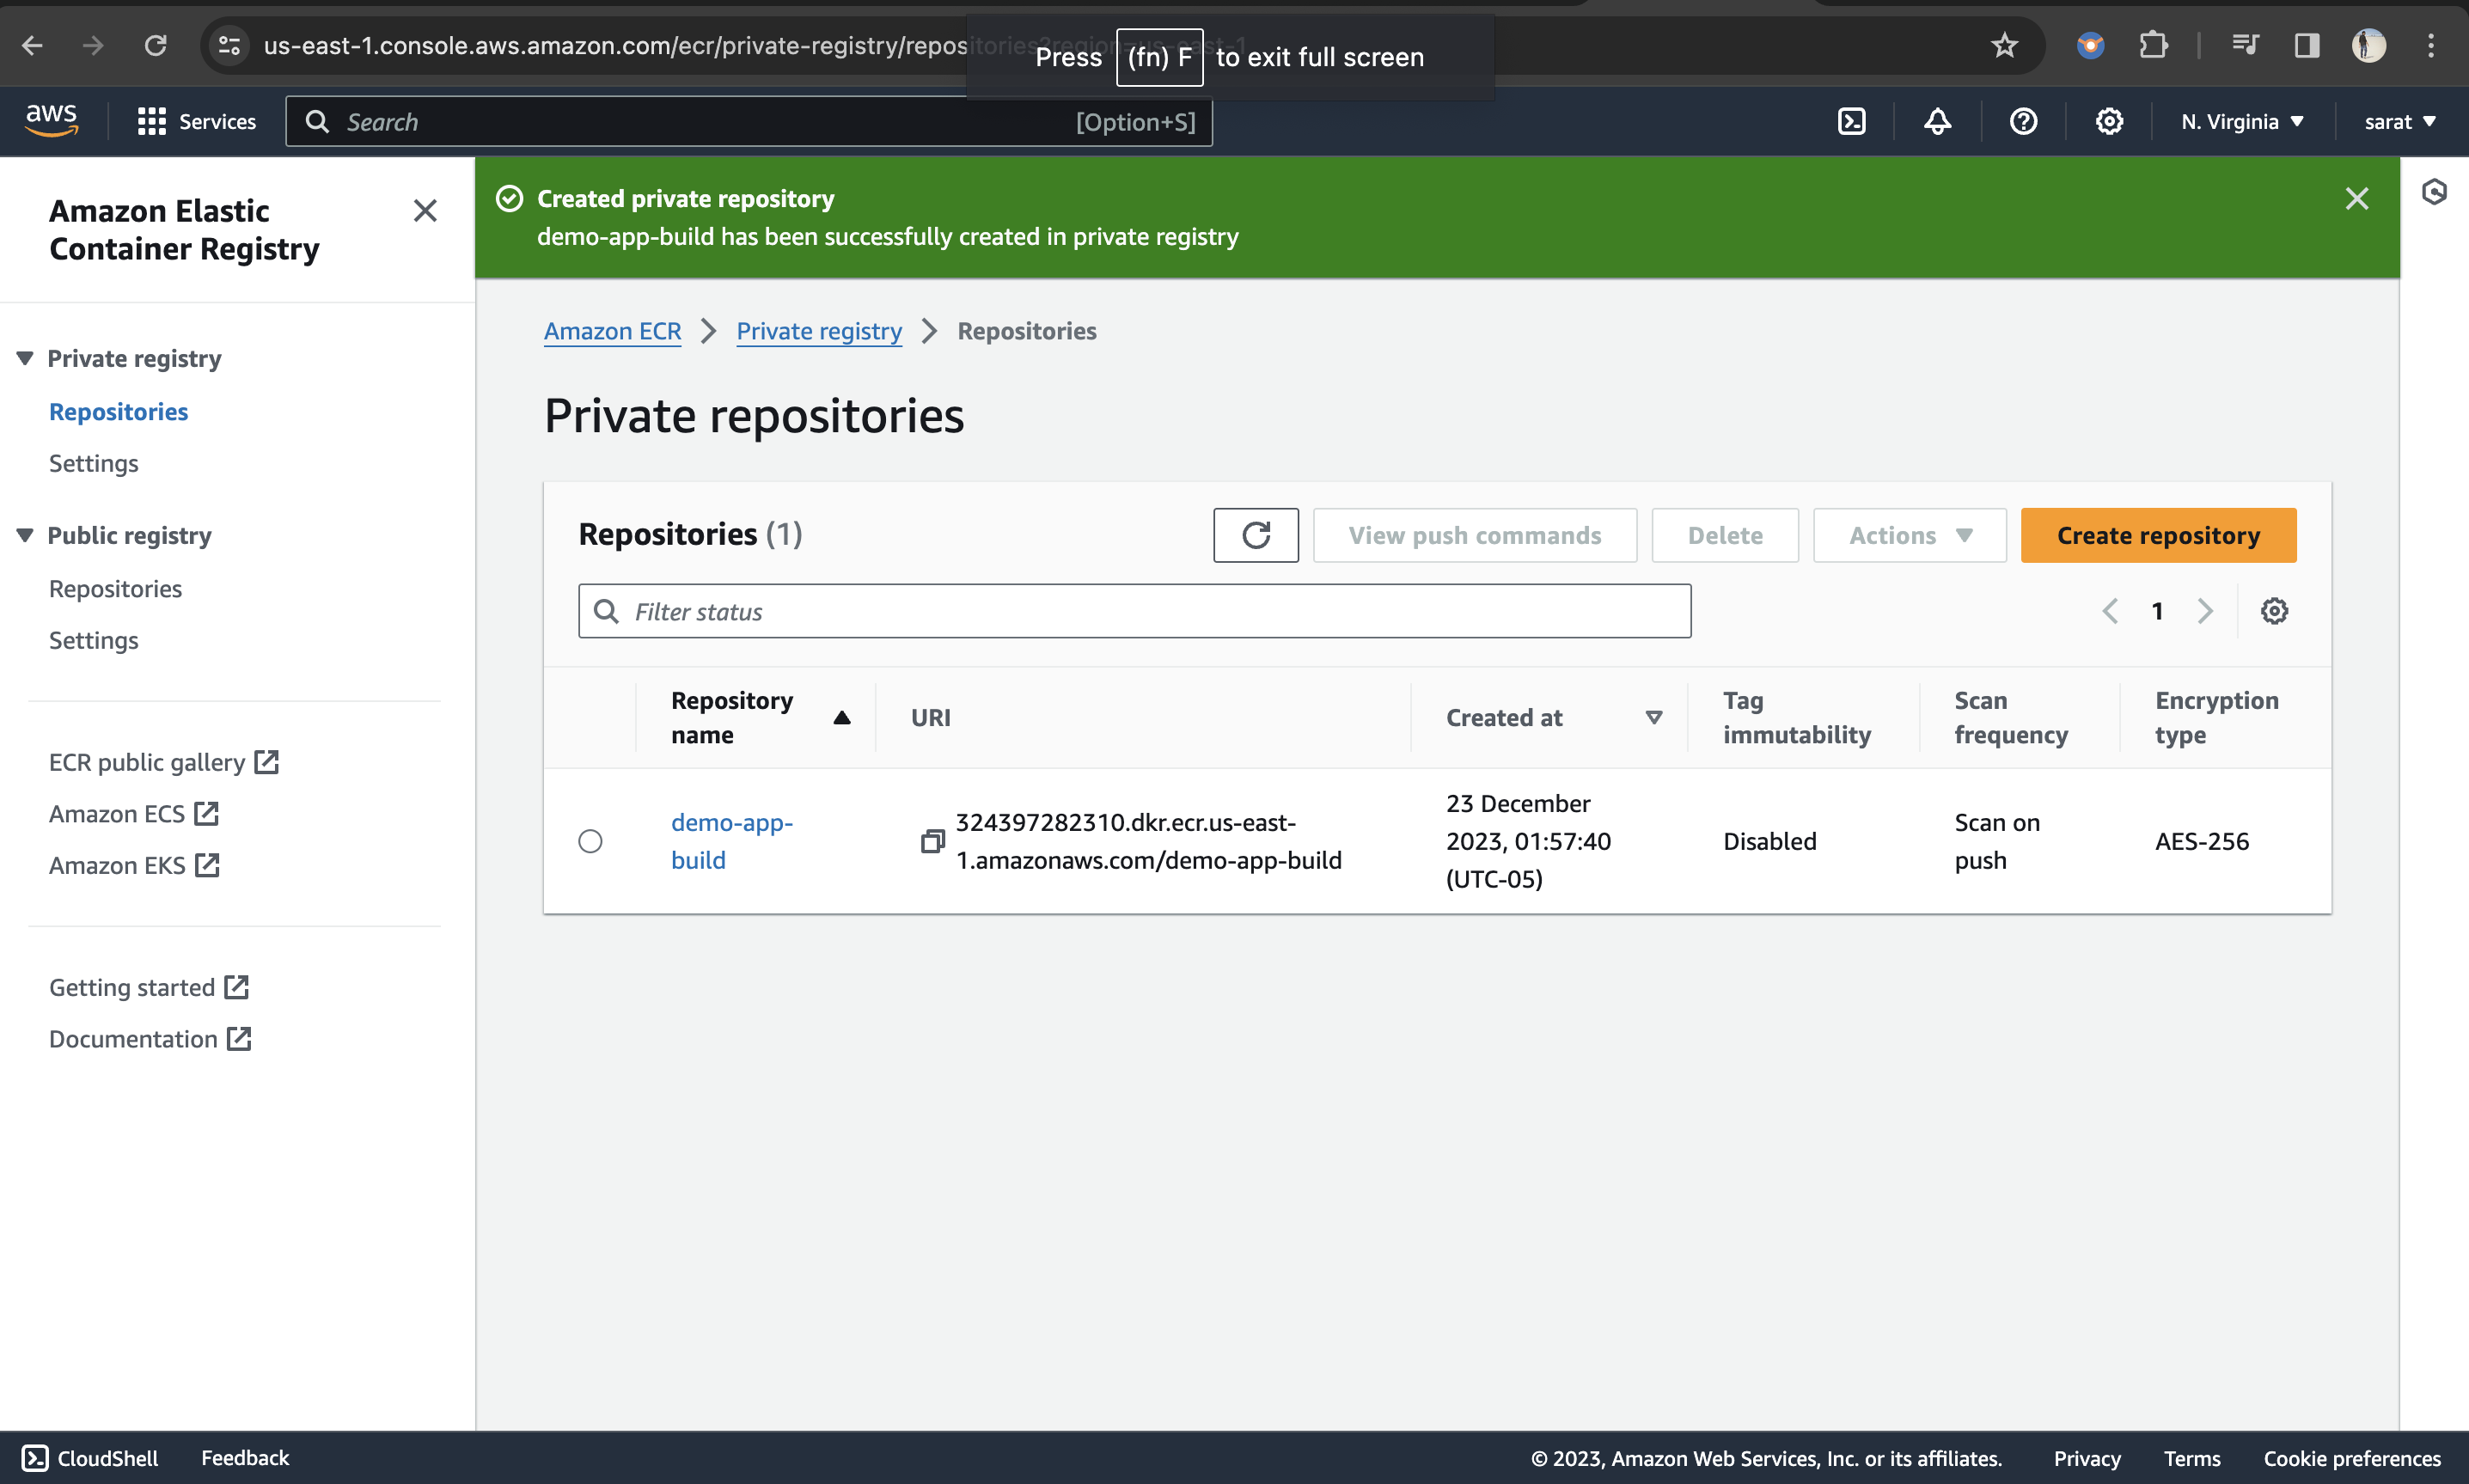 us-east-1.console.aws.amazon.com/ecr/private-registry/repositories?region=us-east-1
Press (fn) F to exit full screen
aws
Services
Search
[Option+S]
N. Virginia
sarat
Amazon Elastic
Container Registry
Private registry
Repositories
Settings
Public registry
Repositories
Settings
ECR public gallery
Amazon ECS
Amazon EKS
Getting started
Documentation
Created private repository
demo-app-build has been successfully created in private registry
Amazon ECR
Private registry
Repositories
Private repositories
Repositories (1)
View push commands
Delete
Actions
Create repository
Filter status
1
Repository
name
URI
Created at
Tag
immutability
Scan
frequency
Encryption
type
demo-app-
build
324397282310.dkr.ecr.us-east-
1.amazonaws.com/demo-app-build
23 December
2023, 01:57:40
(UTC-05)
Disabled
Scan on
push
AES-256
CloudShell
Feedback
© 2023, Amazon Web Services, Inc. or its affiliates.
Privacy
Terms
Cookie preferences